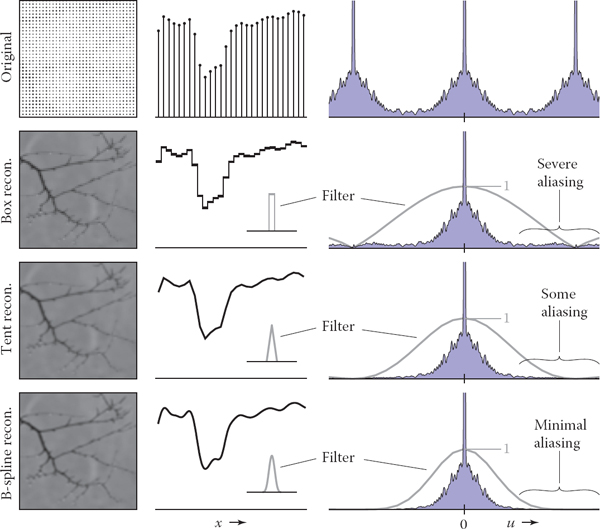 Original
Box recon.
Filter
1
Severe
aliasing
Tent recon.
Filter
1
Some
aliasing
B-spline recon.
Filter
1
Minimal
aliasing
x →
0
u →